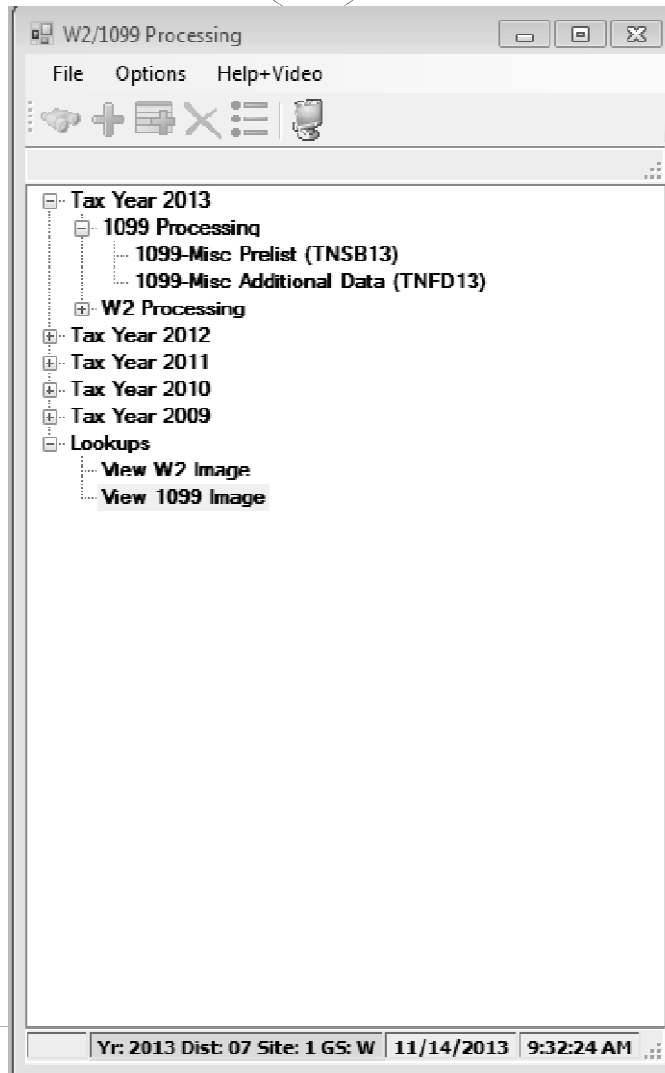 W2/1099 Processing
File Options Help+Video
Tax Year 2013
1099 Processing
1099-Misc Prelist (TNSB13)
1099-Misc Additional Data (TNFD13)
W2 Processing
Tax Year 2012
Tax Year 2011
Tax Year 2010
Tax Year 2009
Lookups
View W2 Image
View 1099 Image
Yr: 2013 Dist: 07 Site: 1 GS: W 11/14/2013 9:32:24 AM